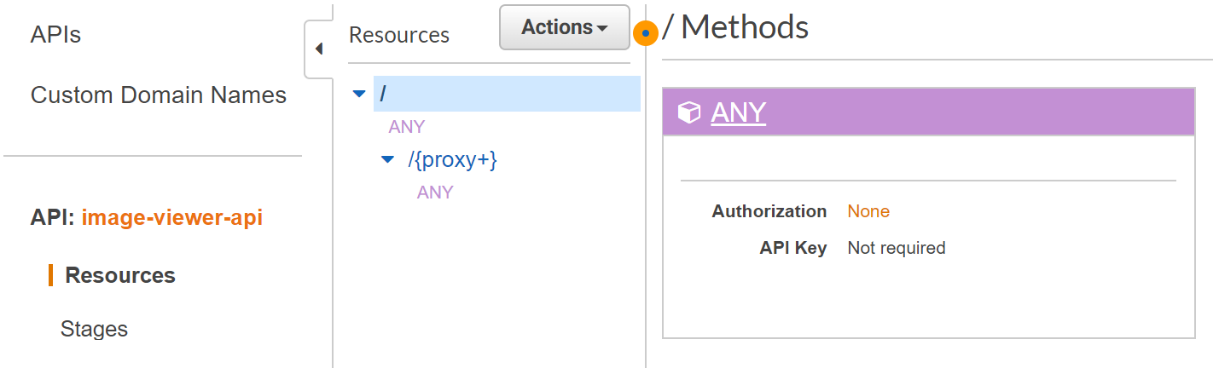 APIs
Custom Domain Names
API: image-viewer-api
Resources
Stages
Resources
Actions
/
ANY
/{proxy+}
ANY
/ Methods
ANY
Authorization None
API Key Not required